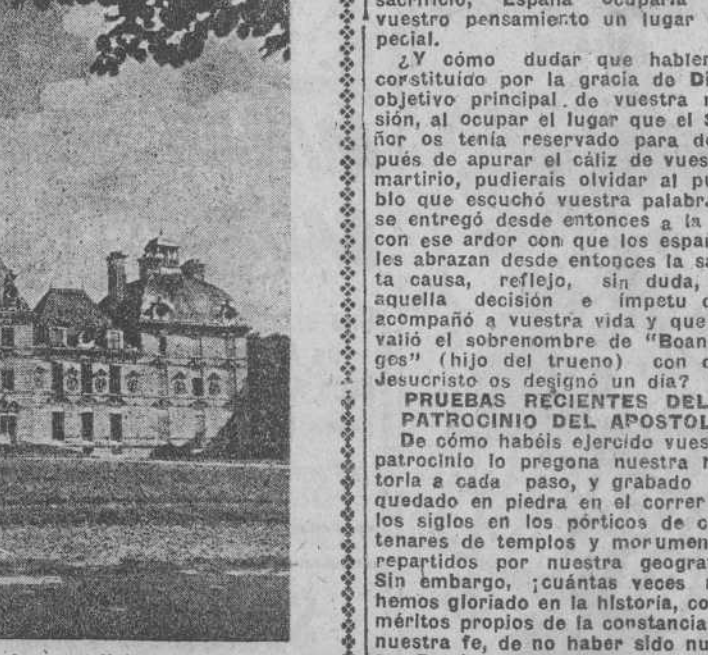 sacrificio, España ocuparía
vuestro pensamiento un lugar
pecial.
¿Y cómo dudar que hablen
constituído por la gracia de Di
objetivo principal de vuestra m
sión, al ocupar el lugar que el S
ñor os tenía reservado para de
pués de apurar el cáliz de vues
martirio, pudierais olvidar al pu
blo que escuchó vuestra palabra
se entregó desde entonces a la
con ese ardor con que los españ
les abrazan desde entonces la sa
ta causa, reflejo, sin duda,
aquella decisión e ímpetu q
acompañó a vuestra vida y que
valió el sobrenombre de "Boan
ges" (hijo del trueno) con q
Jesucristo os designó un día?
PRUEBAS RECIENTES DEL
PATROCINIO DEL APOSTOL
De cómo habéis ejercido vues
patrocinio lo pregona nuestra h
toria a cada paso, y grabado
quedado en piedra en el correr
los siglos en los pórticos de c
tenares de templos y monumen
repartidos por nuestra geogra
Sin embargo, ¡cuántas veces n
hemos gloriado en la historia, co
méritos propios de la constancia
nuestra fe, de no haber sido nu